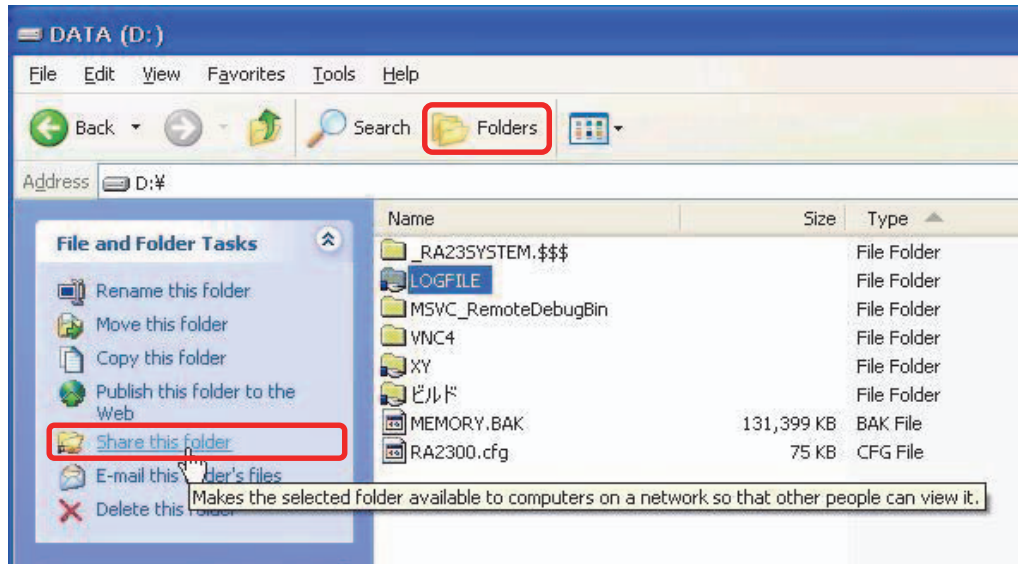 DATA (D:)
File Edit View Favorites Tools Help
Back Search Folders
Address D:¥
File and Folder Tasks
Rename this folder
Move this folder
Copy this folder
Publish this folder to the
Web
Share this folder
E-mail this der's files
Delete this
Name Size Type
_RA23SYSTEM.$$$ File Folder
LOGFILE File Folder
MSVC_RemoteDebugBin File Folder
VNC4 File Folder
XY File Folder
ビルド File Folder
MEMORY.BAK 131,399 KB BAK File
RA2300.cfg 75 KB CFG File
Makes the selected folder available to computers on a network so that other people can view it.